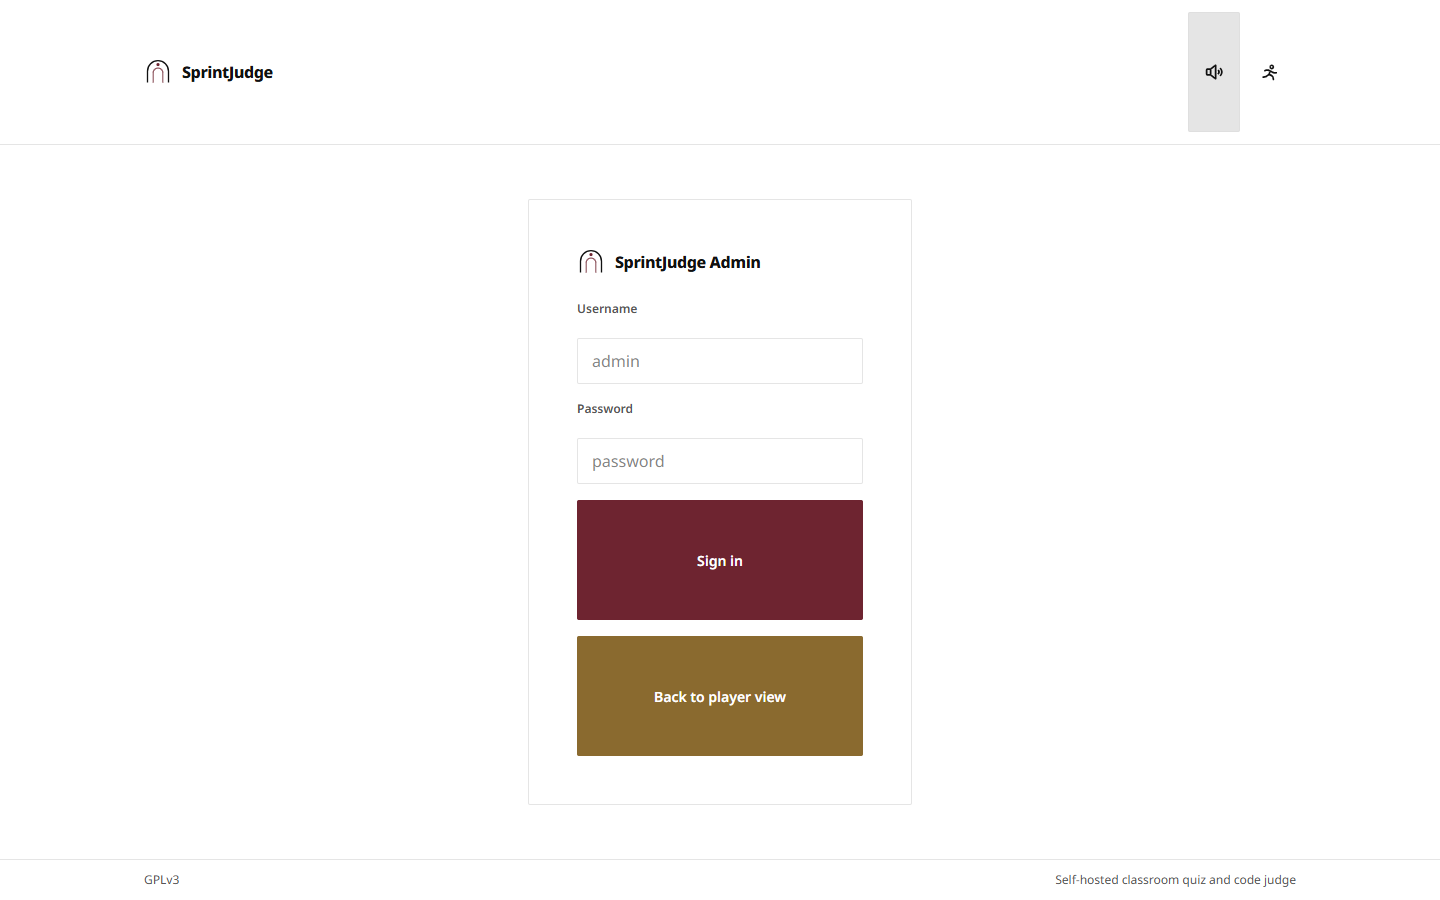 SprintJudge
SprintJudge Admin
Username
admin
Password
password
Sign in
Back to player view
GPLv3
Self-hosted classroom quiz and code judge